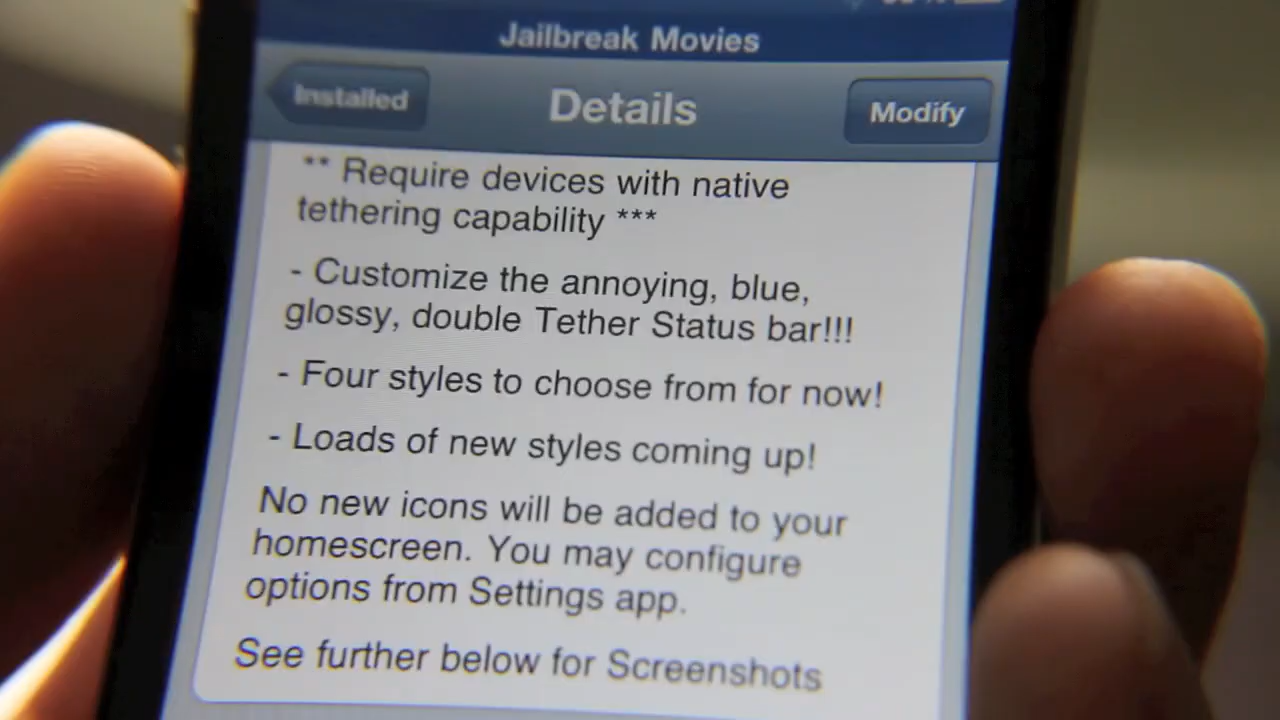 Jailbreak Movies
Installed
Details
Modify
** Require devices with native
tethering capability ***
- Customize the annoying, blue,
glossy, double Tether Status bar!!!
- Four styles to choose from for now!
- Loads of new styles coming up!
No new icons will be added to your
homescreen. You may configure
options from Settings app.
See further below for Screenshots